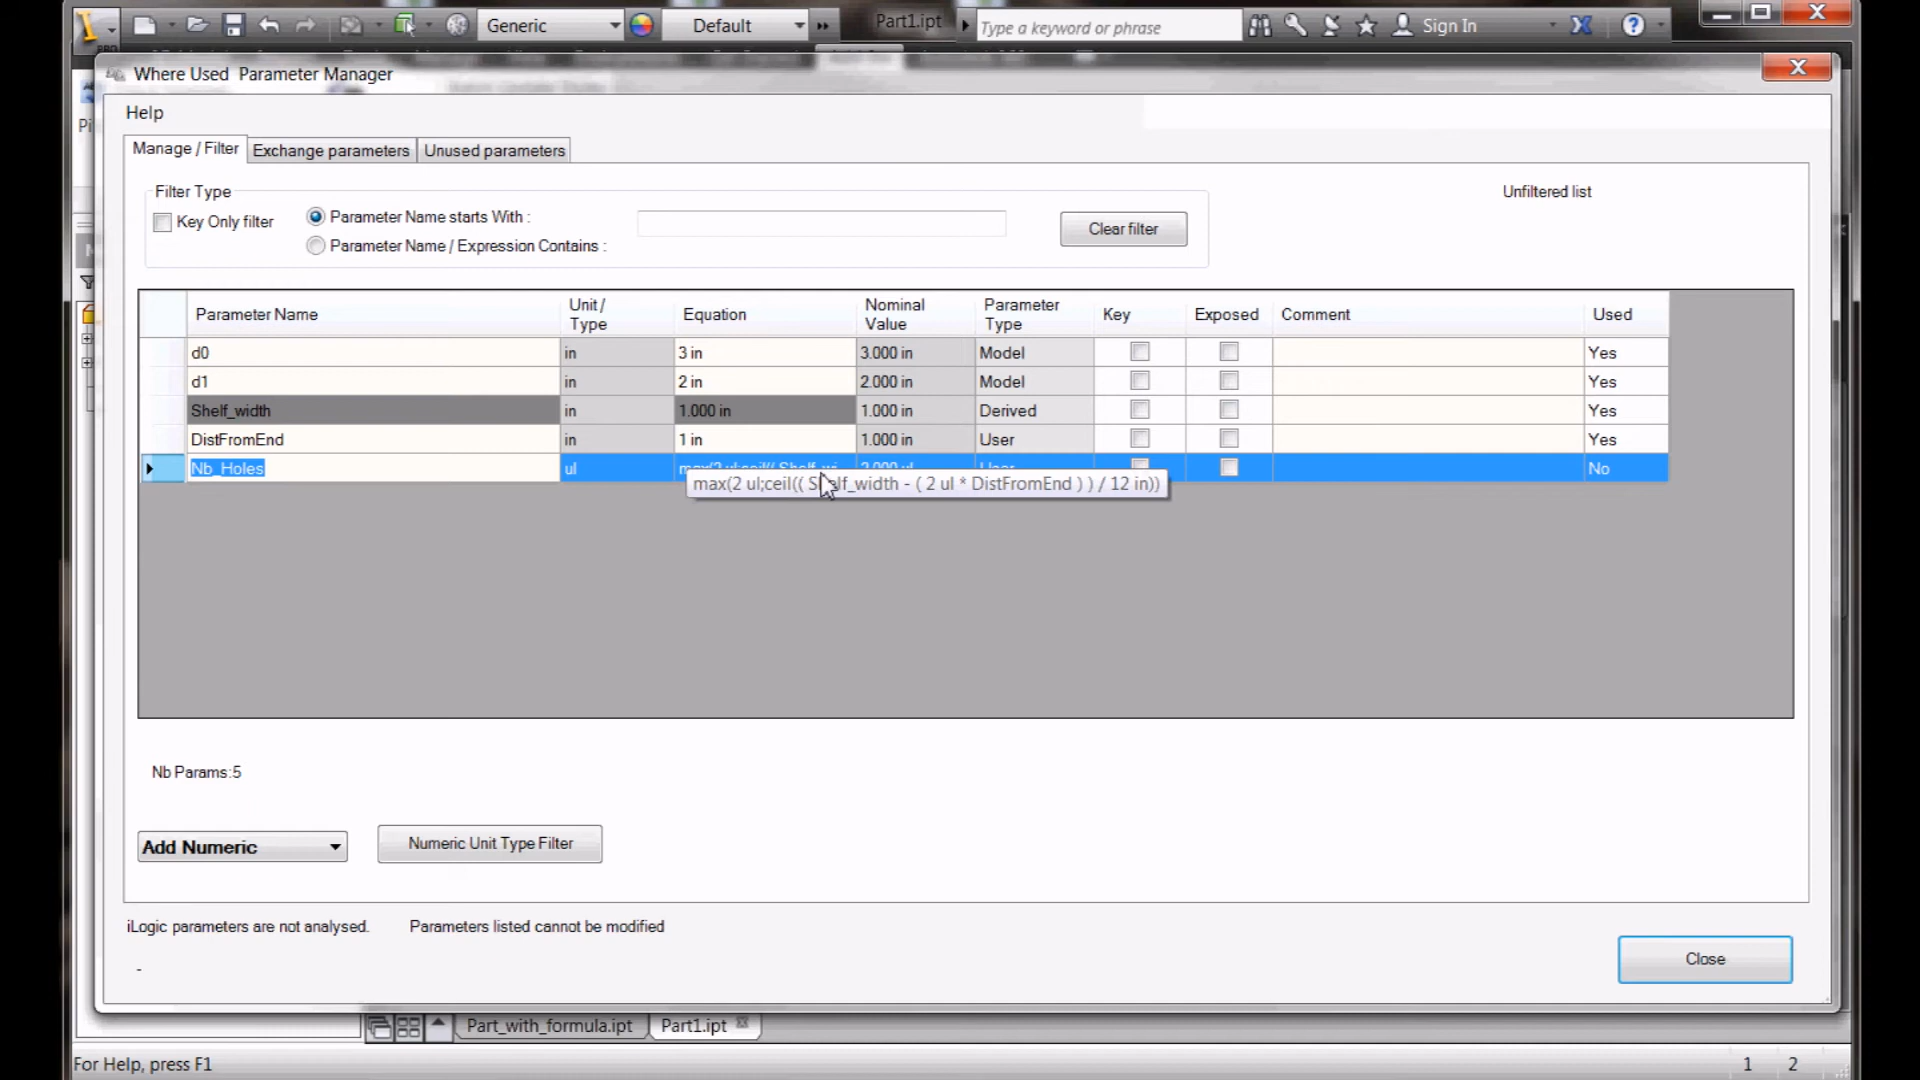 Generic
Default
Part1.ipt
Type a keyword or phrase
Sign In
Where Used Parameter Manager
Help
Manage / Filter
Exchange parameters
Unused parameters
Filter Type
Unfiltered list
Key Only filter
Parameter Name starts With :
Parameter Name / Expression Contains :
Clear filter
Parameter Name
Unit / Type
Equation
Nominal Value
Parameter Type
Key
Exposed
Comment
Used
d0 in 3 in 3.000 in Model Yes
d1 in 2 in 2.000 in Model Yes
Shelf_width in 1.000 in 1.000 in Derived Yes
DistFromEnd in 1 in 1.000 in User Yes
Nb_Holes ul No
max(2 ul;ceil(( Shelf_width - ( 2 ul * DistFromEnd ) ) / 12 in))
Nb Params:5
Add Numeric
Numeric Unit Type Filter
iLogic parameters are not analysed.
Parameters listed cannot be modified
-
Close
Part_with_formula.ipt
Part1.ipt
For Help, press F1
1 2